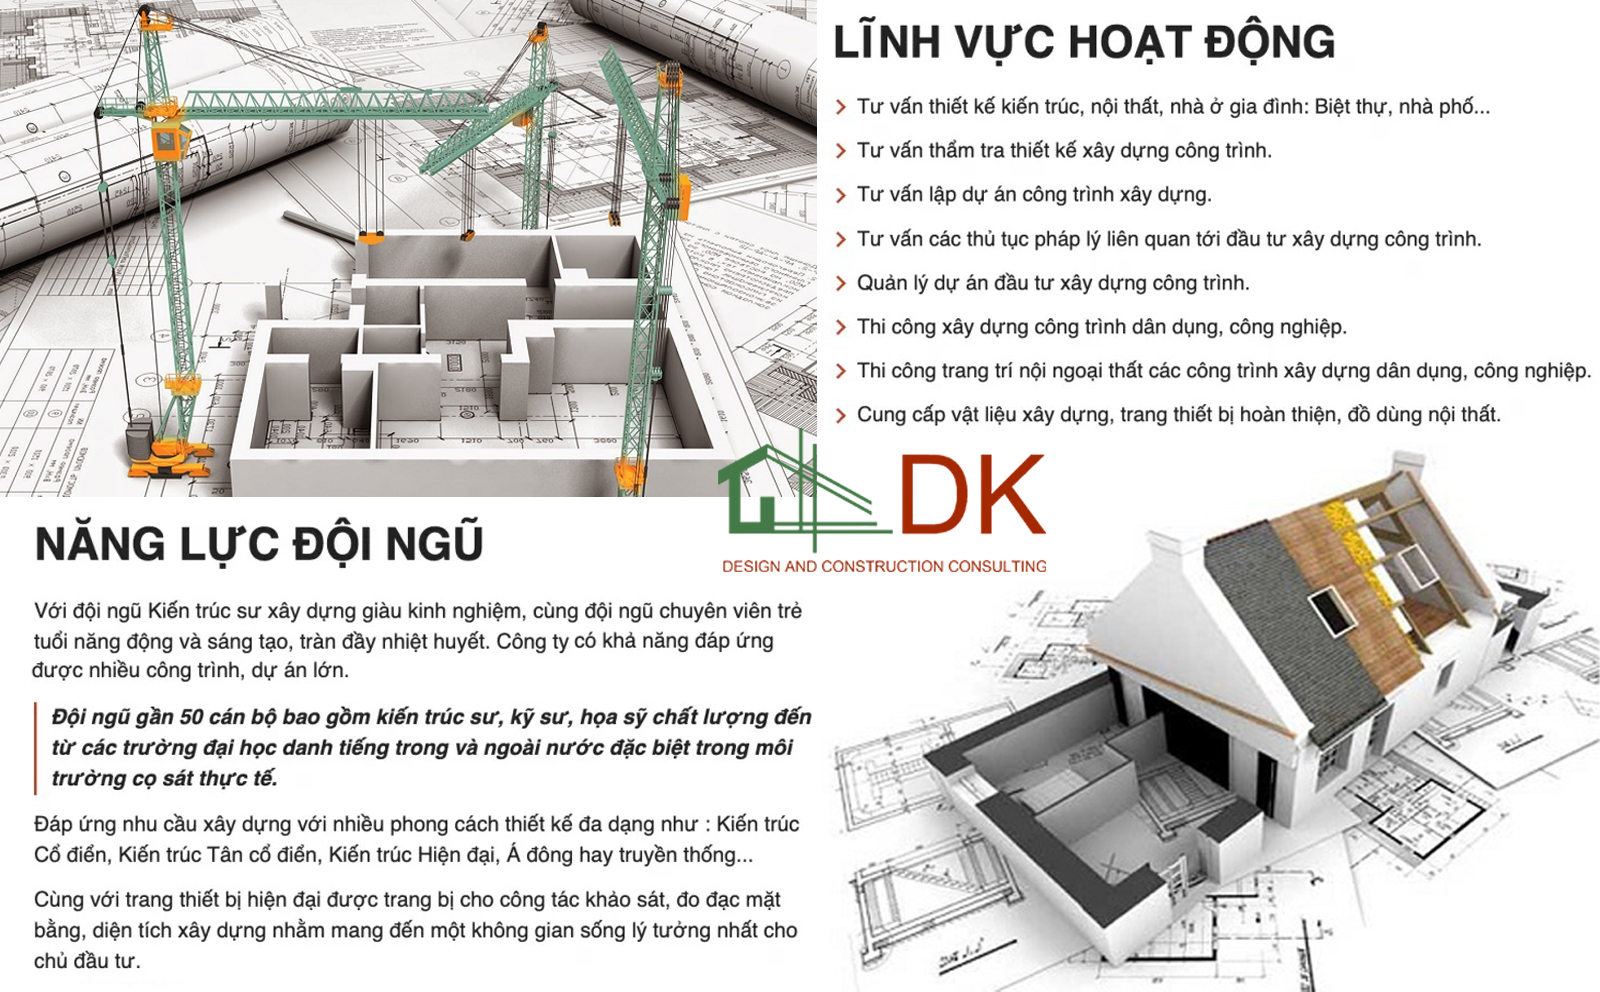 LĨNH VỰC HOẠT ĐỘNG
Tư vấn thiết kế kiến trúc, nội thất, nhà ở gia đình: Biệt thự, nhà phố...
Tư vấn thẩm tra thiết kế xây dựng công trình.
Tư vấn lập dự án công trình xây dựng.
Tư vấn các thủ tục pháp lý liên quan tới đầu tư xây dựng công trình.
Quản lý dự án đầu tư xây dựng công trình.
Thi công xây dựng công trình dân dụng, công nghiệp.
Thi công trang trí nội ngoại thất các công trình xây dựng dân dụng, công nghiệp.
Cung cấp vật liệu xây dựng, trang thiết bị hoàn thiện, đồ dùng nội thất.
DK
DESIGN AND CONSTRUCTION CONSULTING
NĂNG LỰC ĐỘI NGŨ
Với đội ngũ Kiến trúc sư xây dựng giàu kinh nghiệm, cùng đội ngũ chuyên viên trẻ
tuổi năng động và sáng tạo, tràn đầy nhiệt huyết. Công ty có khả năng đáp ứng
được nhiều công trình, dự án lớn.
Đội ngũ gần 50 cán bộ bao gồm kiến trúc sư, kỹ sư, họa sỹ chất lượng đến
từ các trường đại học danh tiếng trong và ngoài nước đặc biệt trong môi
trường cọ sát thực tế.
Đáp ứng nhu cầu xây dựng với nhiều phong cách thiết kế đa dạng như : Kiến trúc
Cổ điển, Kiến trúc Tân cổ điển, Kiến trúc Hiện đại, Á đông hay truyền thống...
Cùng với trang thiết bị hiện đại được trang bị cho công tác khảo sát, đo đạc mặt
bằng, diện tích xây dựng nhằm mang đến một không gian sống lý tưởng nhất cho
chủ đầu tư.